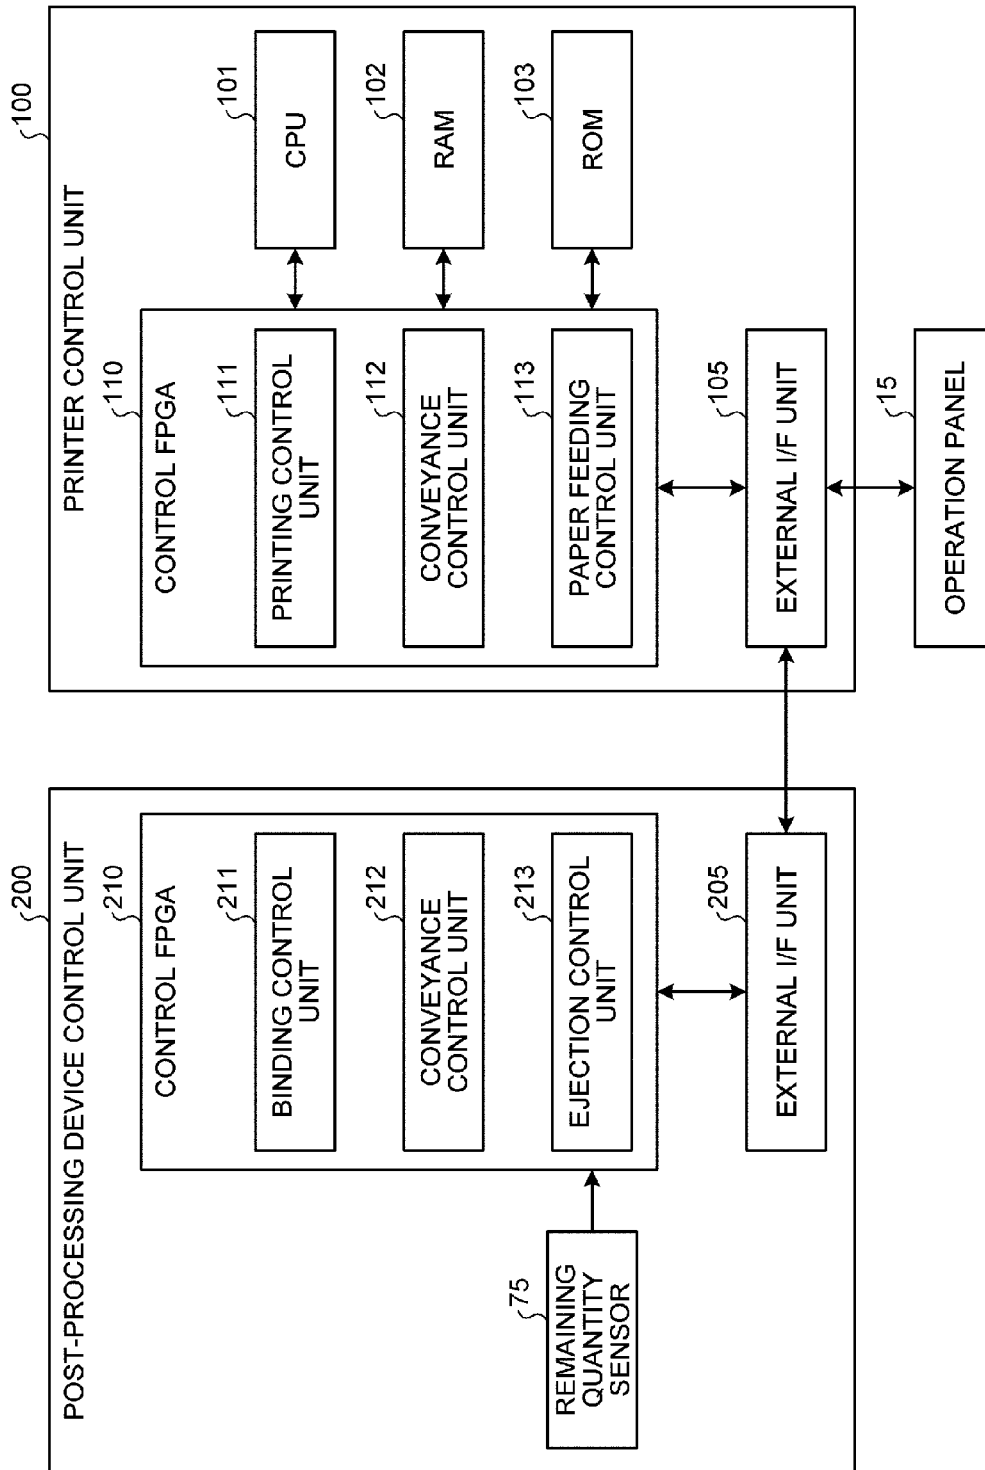 POST-PROCESSING DEVICE CONTROL UNIT
200
CONTROL FPGA
210
BINDING CONTROL
UNIT
211
CONVEYANCE
CONTROL UNIT
212
EJECTION CONTROL
UNIT
213
REMAINING
QUANTITY
SENSOR
75
EXTERNAL I/F UNIT
205
PRINTER CONTROL UNIT
100
CONTROL FPGA
110
PRINTING CONTROL
UNIT
111
CONVEYANCE
CONTROL UNIT
112
PAPER FEEDING
CONTROL UNIT
113
CPU
101
RAM
102
ROM
103
EXTERNAL I/F UNIT
105
OPERATION PANEL
15